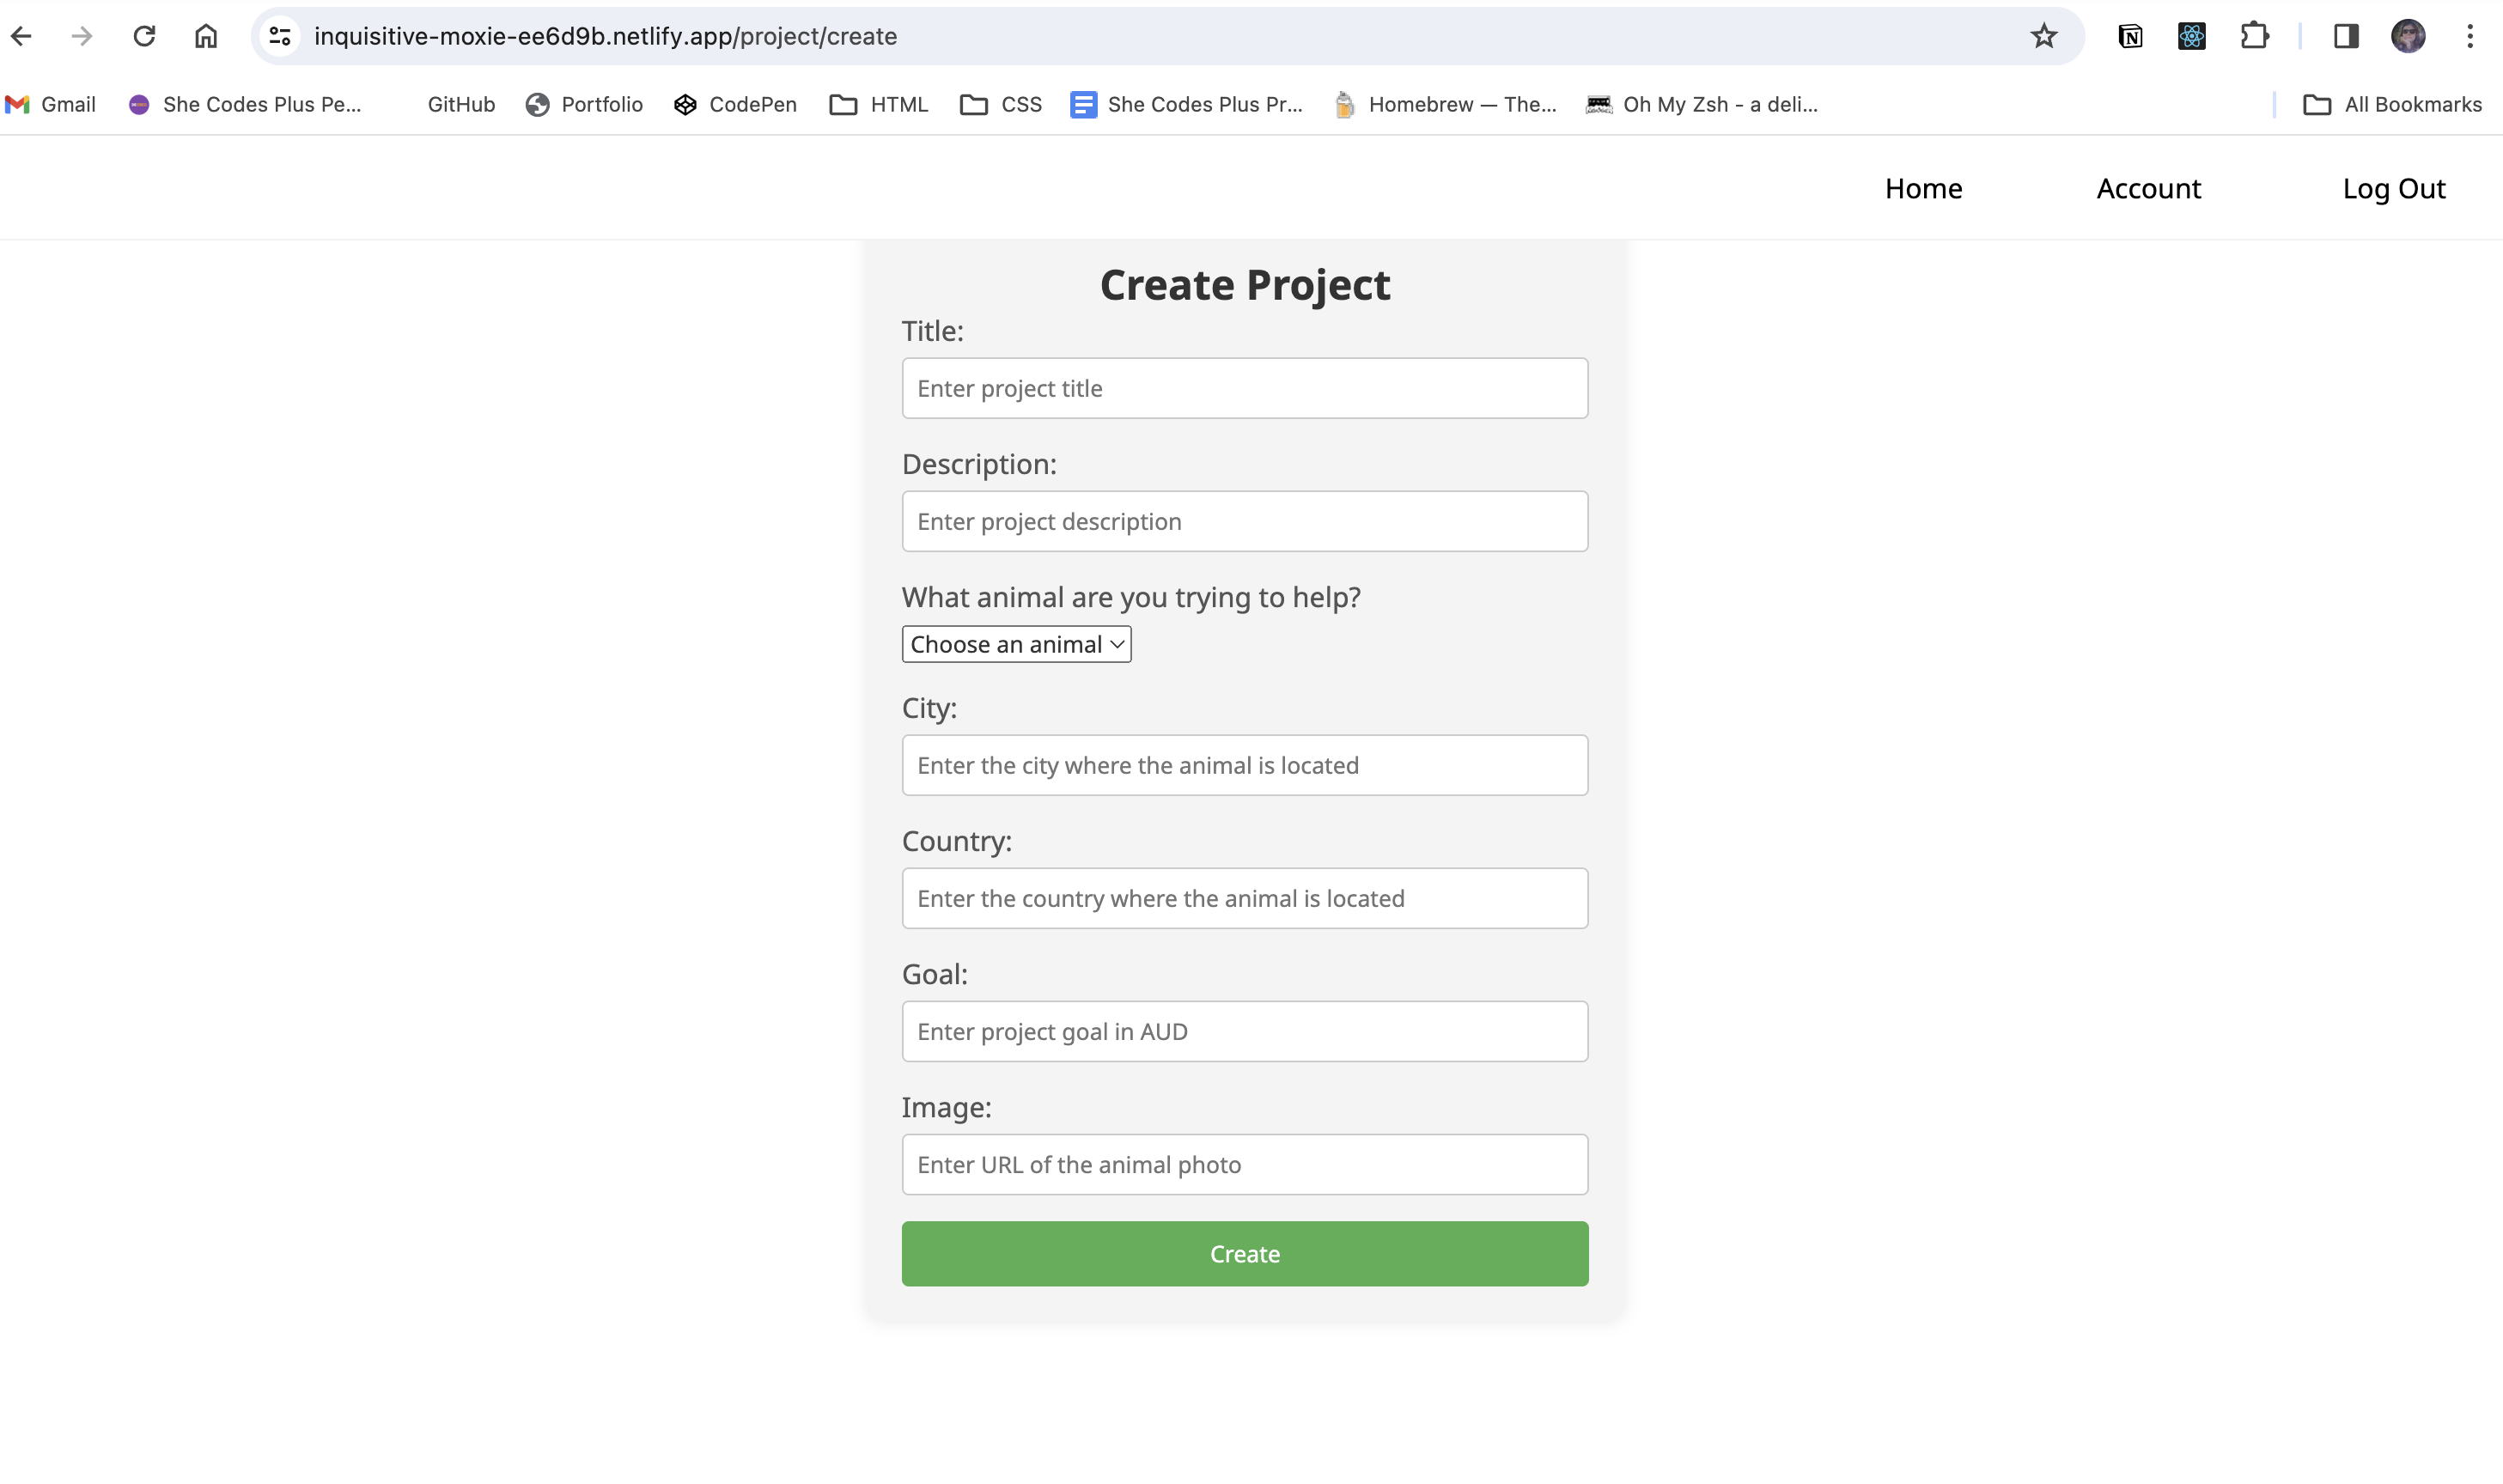 inquisitive-moxie-ee6d9b.netlify.app/project/create
Gmail She Codes Plus Pe... GitHub Portfolio CodePen HTML CSS She Codes Plus Pr... Homebrew — The... Oh My Zsh - a deli... All Bookmarks
Home Account Log Out
Create Project
Title:
Enter project title
Description:
Enter project description
What animal are you trying to help?
Choose an animal
City:
Enter the city where the animal is located
Country:
Enter the country where the animal is located
Goal:
Enter project goal in AUD
Image:
Enter URL of the animal photo
Create